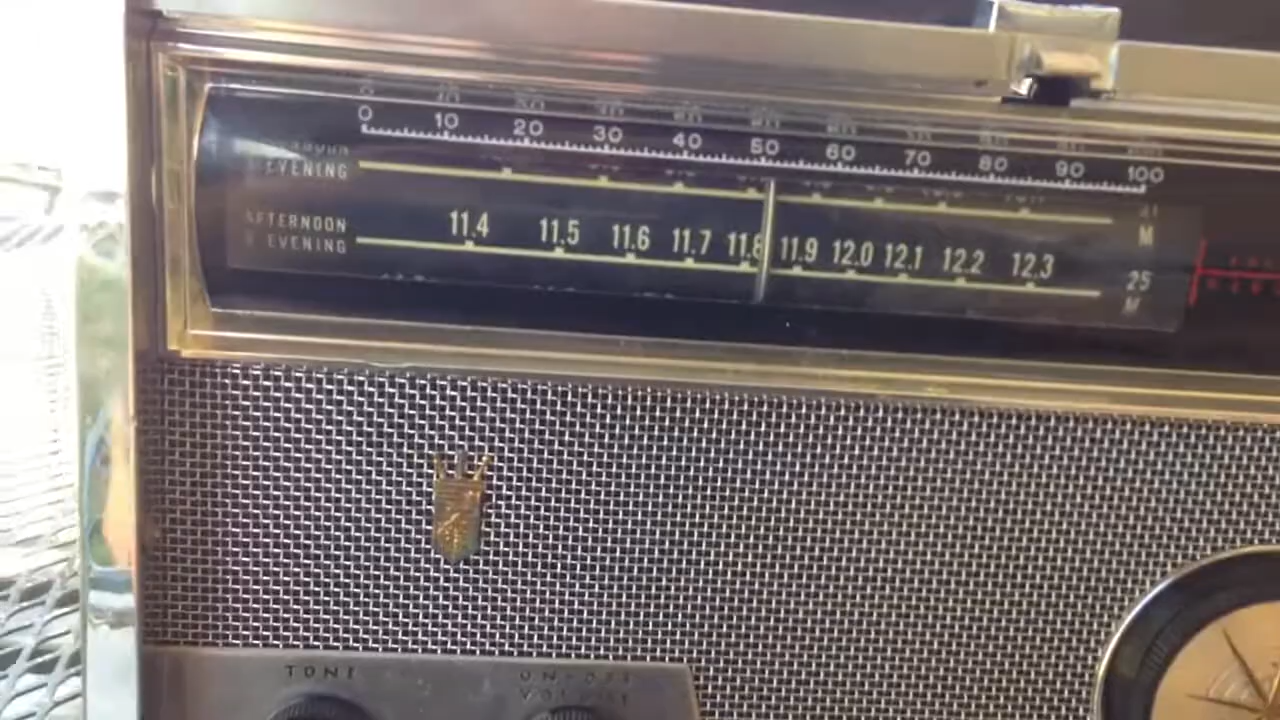 0 10 20 30 40 50 60 70 80 90 100
EVENING
M
AFTERNOON
11.4 11.5 11.6 11.7 11.8 11.9 12.0 12.1 12.2 12.3
EVENING
25
M
TONE
VOLUME